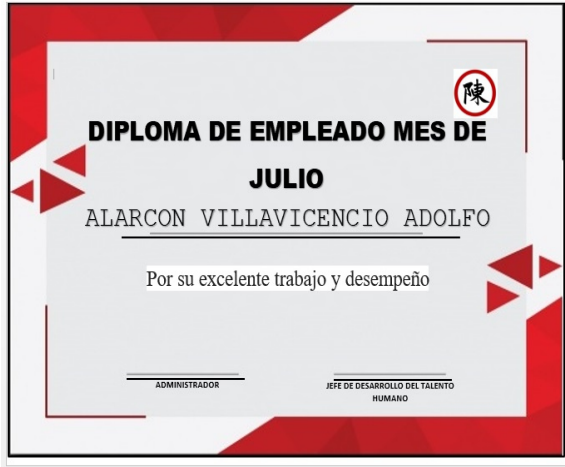 陳
DIPLOMA DE EMPLEADO MES DE
JULIO
ALARCON VILLAVICENCIO ADOLFO
Por su excelente trabajo y desempeño
ADMINISTRADOR
JEFE DE DESARROLLO DEL TALENTO
HUMANO